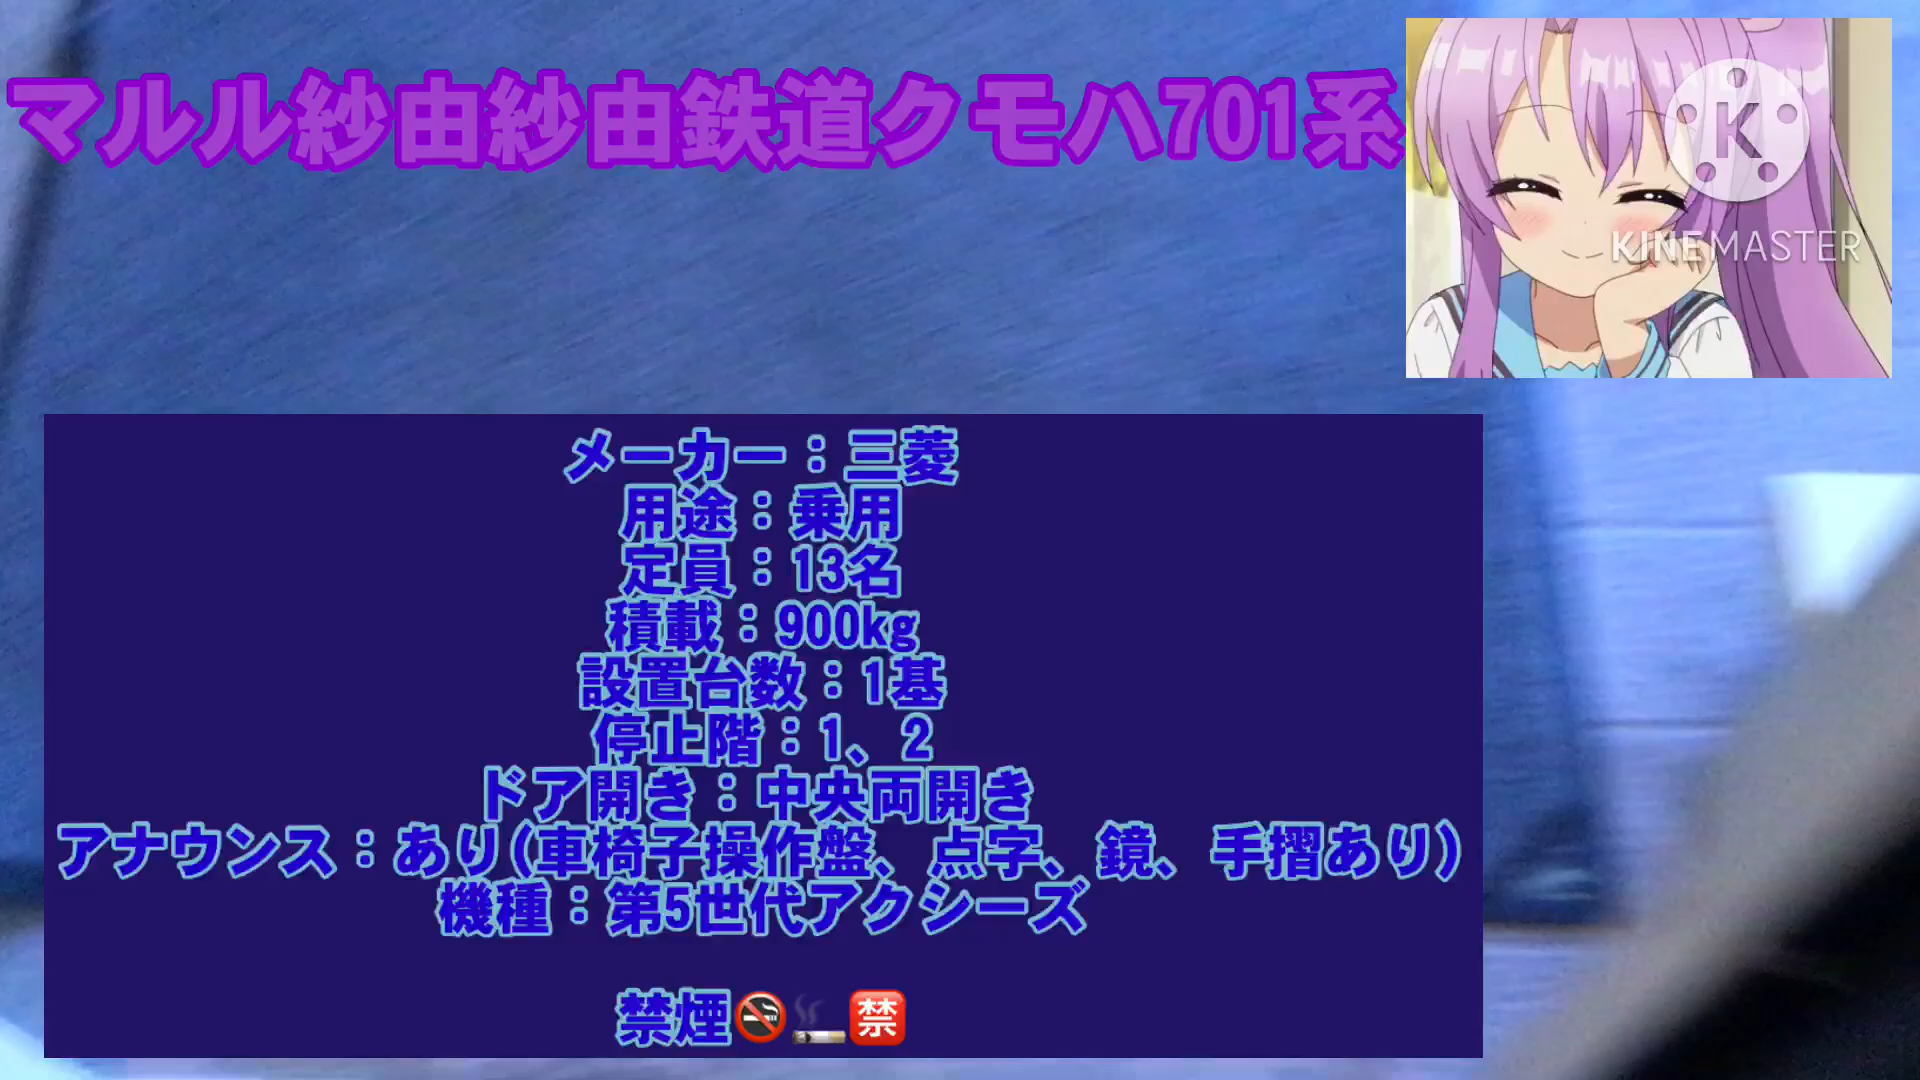 マルル紗由紗由鉄道クモハ701系
K
KINEMASTER
メーカー：三菱
用途：乗用
定員：13名
積載：900kg
設置台数：1基
停止階：1、2
ドア開き：中央両開き
アナウンス：あり(車椅子操作盤、点字、鏡、手摺あり)
機種：第5世代アクシーズ
禁煙🚭🚬㊙禁